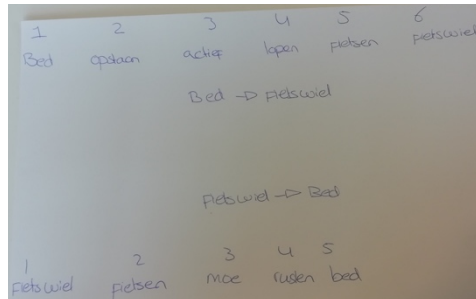 1 2 3 4 5 6
Bed opstaan actief lopen fietsen fietswiel
Bed → fietswiel
fietswiel → Bed
1 2 3 4 5
fietswiel fietsen moe rusten bed